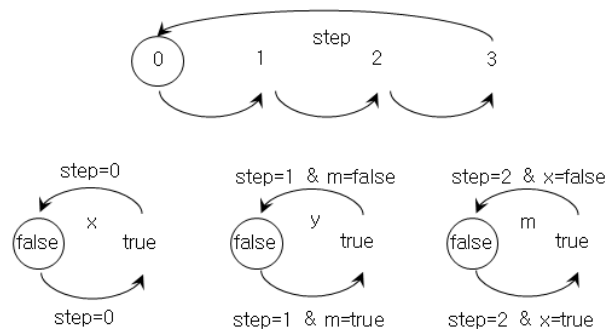 step
0 1 2 3
step=0 step=1 & m=false step=2 & x=false
x y m
false true false true false true
step=0 step=1 & m=true step=2 & x=true